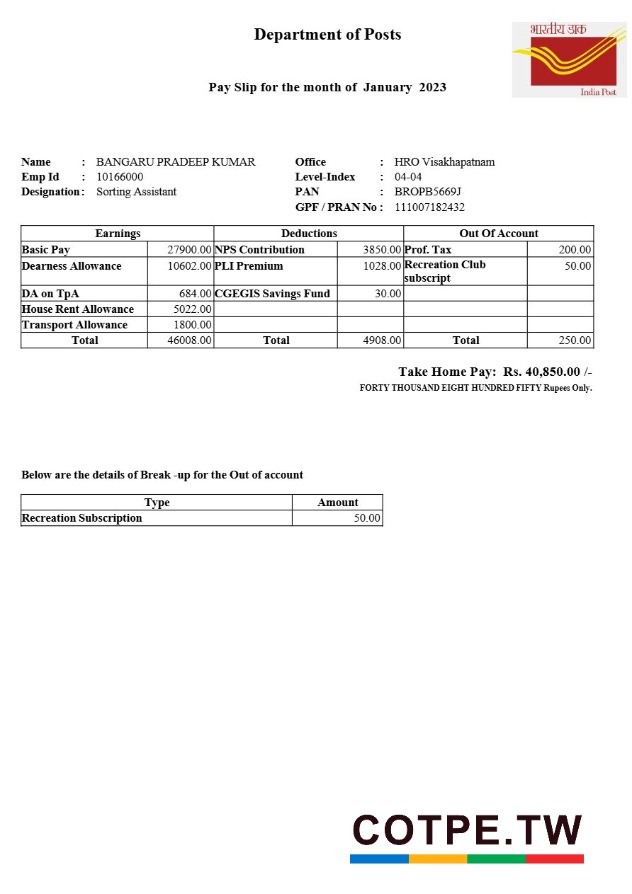 Department of Posts
भारतीय डाक
India Post
Pay Slip for the month of January 2023
Name : BANGARU PRADEEP KUMAR Office : HRO Visakhapatnam
Emp Id : 10166000 Level-Index : 04-04
Designation : Sorting Assistant PAN : BROPB5669J
GPF / PRAN No : 111007182432
Earnings Deductions Out Of Account
Basic Pay 27900.00 NPS Contribution 3850.00 Prof. Tax 200.00
Dearness Allowance 10602.00 PLI Premium 1028.00 Recreation Club 50.00
subscript
DA on TpA 684.00 CGEGIS Savings Fund 30.00
House Rent Allowance 5022.00
Transport Allowance 1800.00
Total 46008.00 Total 4908.00 Total 250.00
Take Home Pay: Rs. 40,850.00 /-
FORTY THOUSAND EIGHT HUNDRED FIFTY Rupees Only.
Below are the details of Break -up for the Out of account
Type Amount
Recreation Subscription 50.00
COTPE.TW